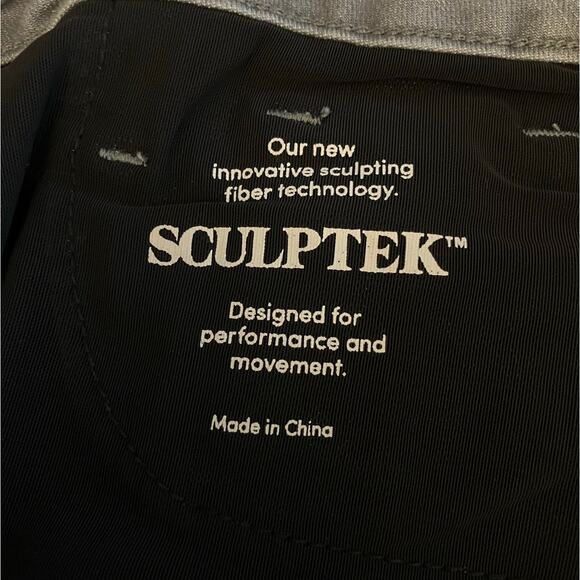 Our new
innovative sculpting
fiber technology.
SCULPTEK™
Designed for
performance and
movement.
Made in China